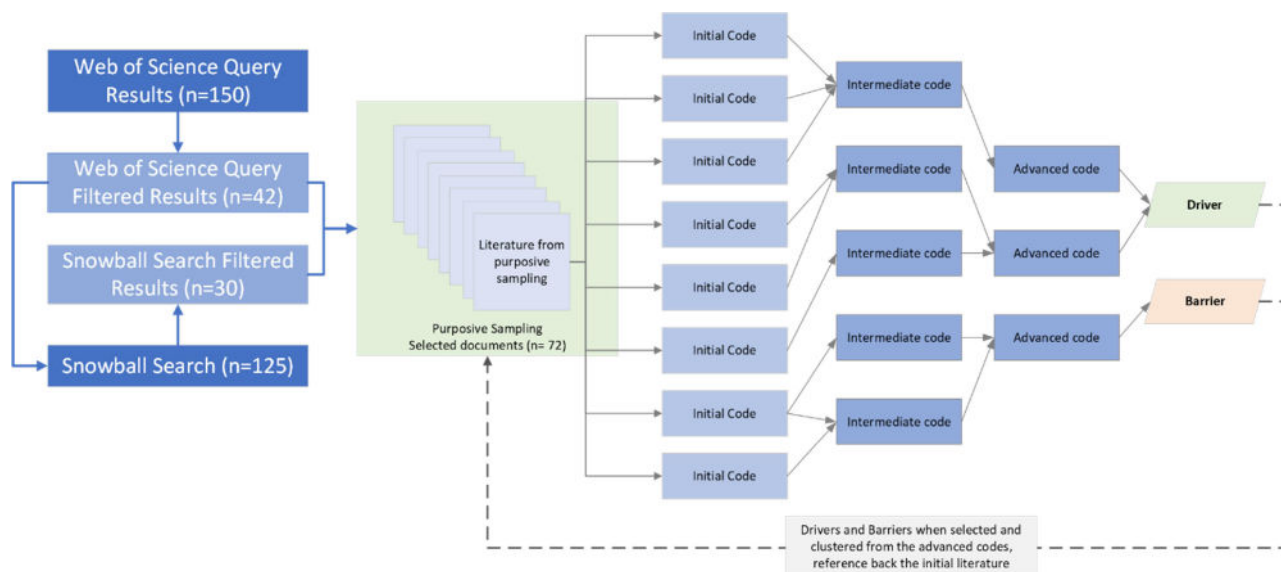 Web of Science Query
Results (n=150)
Web of Science Query
Filtered Results (n=42)
Snowball Search Filtered
Results (n=30)
Snowball Search (n=125)
Literature from
purposive
sampling
Purposive Sampling
Selected documents (n= 72)
Initial Code
Initial Code
Initial Code
Initial Code
Initial Code
Initial Code
Initial Code
Initial Code
Intermediate code
Intermediate code
Intermediate code
Intermediate code
Intermediate code
Advanced code
Advanced code
Advanced code
Driver
Barrier
Drivers and Barriers when selected and
clustered from the advanced codes,
reference back the initial literature